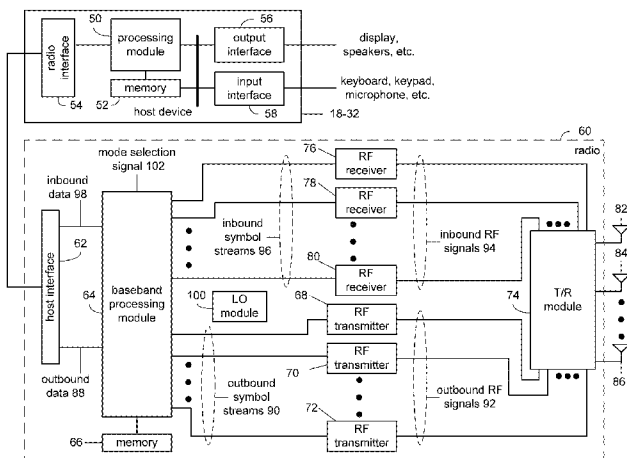 50
56
radio
interface
processing
module
output
interface
display,
speakers, etc.
memory
input
interface
keyboard, keypad,
microphone, etc.
54
52
host device
58
18-32
60
radio
mode selection
signal 102
76
RF
receiver
inbound
data 98
78
RF
receiver
82
62
inbound
symbol
streams 96
inbound RF
signals 94
host interface
80
RF
receiver
84
64
baseband
processing
module
100
LO
module
68
RF
transmitter
74
T/R
module
RF
transmitter
70
86
outbound
data 88
outbound
symbol
streams 90
outbound RF
signals 92
72
RF
transmitter
66
memory